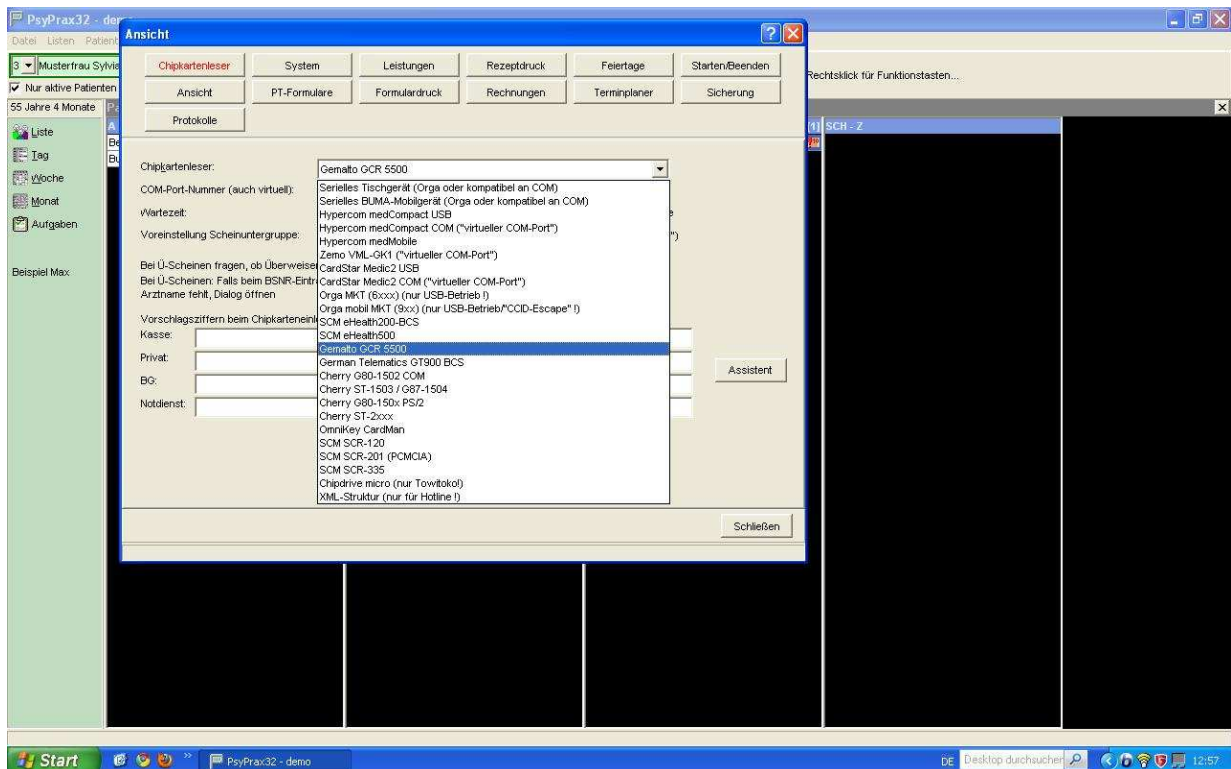 PsyPrax32 - demo
Datei Listen Patient
Ansicht
3 Musterfrau Sylvia
Nur aktive Patienten
55 Jahre 4 Monate
Liste
Tag
Woche
Monat
Aufgaben
Beispiel Max
Chipkartenleser System Leistungen Rezeptdruck Feiertage Starten/Beenden
Ansicht PT-Formulare Formulardruck Rechnungen Terminplaner Sicherung
Protokolle
Rechtsklick für Funktionstasten...
A
Be
Bu
[1] SCH - Z
Chipkartenleser: Gemalto GCR 5500
COM-Port-Nummer (auch virtuell):
Wartezeit:
Voreinstellung Scheinuntergruppe: ")
Bei Ü-Scheinen fragen, ob Überweiser
Bei Ü-Scheinen: Falls beim BSNR-Eintr
Arztname fehlt, Dialog öffnen
Vorschlagsziffern beim Chipkarteneinl
Kasse:
Privat:
BG:
Notdienst:
Serielles Tischgerät (Orga oder kompatibel an COM)
Serielles BUMA-Mobilgerät (Orga oder kompatibel an COM)
Hypercom medCompact USB
Hypercom medCompact COM ("virtueller COM-Port")
Hypercom medMobile
Zemo VML-GK1 ("virtueller COM-Port")
CardStar Medic2 USB
CardStar Medic2 COM ("virtueller COM-Port")
Orga MKT (6xxx) (nur USB-Betrieb !)
Orga mobil MKT (9xx) (nur USB-Betrieb/"CCID-Escape" !)
SCM eHealth200-BCS
SCM eHealth500
Gemalto GCR 5500
German Telematics GT900 BCS
Cherry G80-1502 COM
Cherry ST-1503 / G87-1504
Cherry G80-150x PS/2
Cherry ST-2xxx
OmniKey CardMan
SCM SCR-120
SCM SCR-201 (PCMCIA)
SCM SCR-335
Chipdrive micro (nur Towitoko!)
XML-Struktur (nur für Hotline !)
Assistent
Schließen
Start PsyPrax32 - demo DE Desktop durchsuchen 12:57